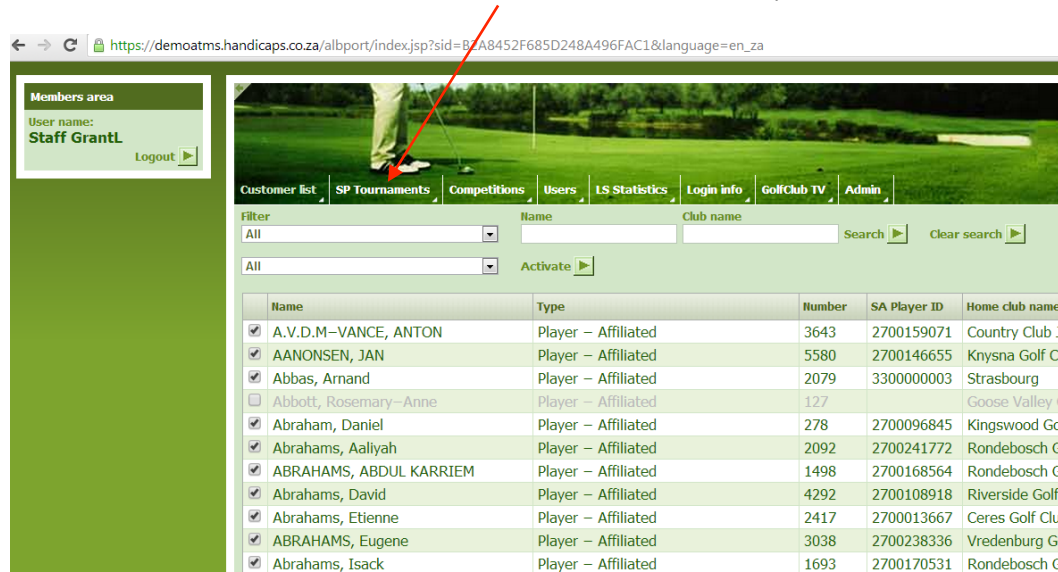 https://demoatms.handicaps.co.za/albport/index.jsp?sid=B2A8452F685D248A496FAC1&language=en_za
Members area
User name:
Staff GrantL
Logout
Customer list SP Tournaments Competitions Users LS Statistics Login info GolfClub TV Admin
Filter Name Club name
All Search Clear search
All Activate
Name Type Number SA Player ID Home club name
A.V.D.M−VANCE, ANTON Player − Affiliated 3643 2700159071 Country Club
AANONSEN, JAN Player − Affiliated 5580 2700146655 Knysna Golf
Abbas, Arnand Player − Affiliated 2079 3300000003 Strasbourg
Abbott, Rosemary−Anne Player − Affiliated 127 Goose Valley
Abraham, Daniel Player − Affiliated 278 2700096845 Kingswood
Abrahams, Aaliyah Player − Affiliated 2092 2700241772 Rondebosch
ABRAHAMS, ABDUL KARRIEM Player − Affiliated 1498 2700168564 Rondebosch
Abrahams, David Player − Affiliated 4292 2700108918 Riverside Golf
Abrahams, Etienne Player − Affiliated 2417 2700013667 Ceres Golf Clu
ABRAHAMS, Eugene Player − Affiliated 3038 2700238336 Vredenburg
Abrahams, Isack Player − Affiliated 1693 2700170531 Rondebosch